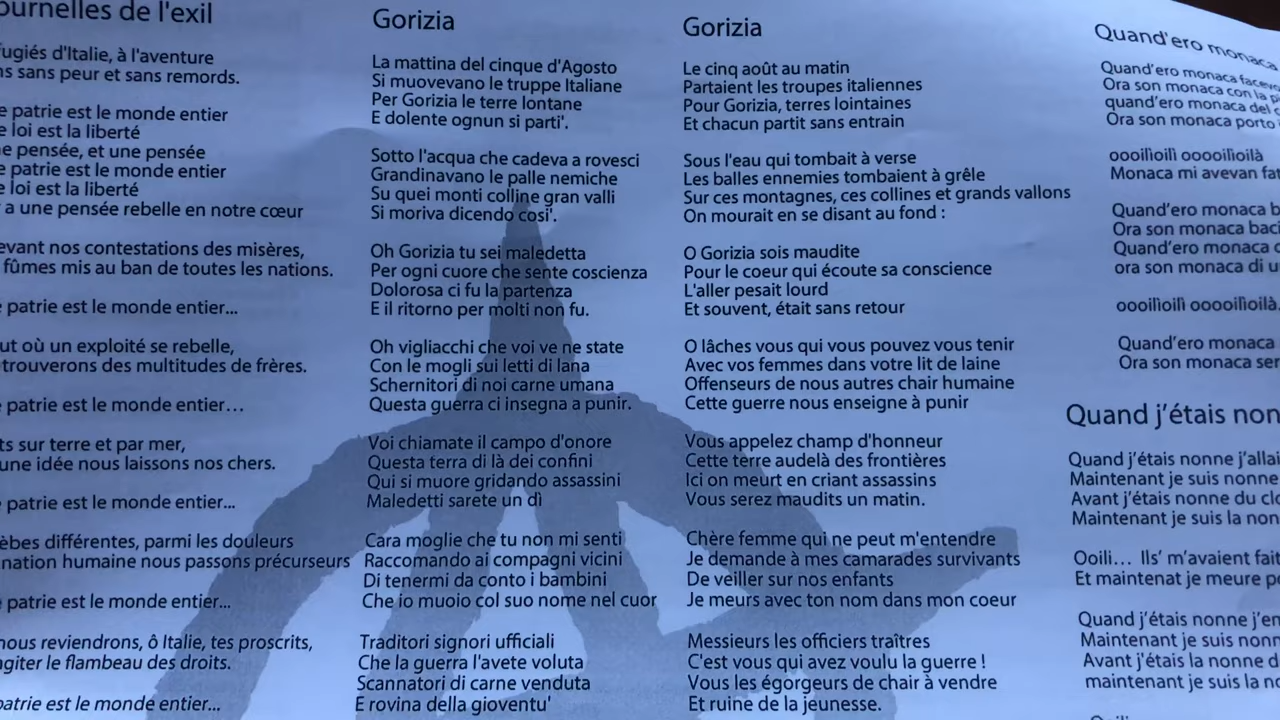 l'exil
d'Italie, à l'aventure
sans peur et sans remords.
patrie est le monde entier
loi est la liberté
pensée, et une pensée
patrie est le monde entier
loi est la liberté
a une pensée rebelle en notre cœur
nos contestations des misères,
fûmes mis au ban de toutes les nations.
patrie est le monde entier...
où un exploité se rebelle,
trouverons des multitudes de frères.
patrie est le monde entier…
sur terre et par mer,
une idée nous laissons nos chers.
patrie est le monde entier...
différentes, parmi les douleurs
nation humaine nous passons précurseurs
patrie est le monde entier...
nous reviendrons, ô Italie, tes proscrits,
le flambeau des droits.
patrie est le monde entier...
Gorizia
La mattina del cinque d'Agosto
Si muovevano le truppe Italiane
Per Gorizia le terre lontane
E dolente ognun si parti'.
Sotto l'acqua che cadeva a rovesci
Grandinavano le palle nemiche
Su quei monti colline gran valli
Si moriva dicendo cosi'.
Oh Gorizia tu sei maledetta
Per ogni cuore che sente coscienza
Dolorosa ci fu la partenza
E il ritorno per molti non fu.
Oh vigliacchi che voi ve ne state
Con le mogli sui letti di lana
Schernitori di noi carne umana
Questa guerra ci insegna a punir.
Voi chiamate il campo d'onore
Questa terra di là dei confini
Qui si muore gridando assassini
Maledetti sarete un dì
Cara moglie che tu non mi senti
Raccomando ai compagni vicini
Di tenermi da conto i bambini
Che io muoio col suo nome nel cuor
Traditori signori ufficiali
Che la guerra l'avete voluta
Scannatori di carne venduta
E rovina della gioventu'
Gorizia
Le cinq août au matin
Partaient les troupes italiennes
Pour Gorizia, terres lointaines
Et chacun partit sans entrain
Sous l'eau qui tombait à verse
Les balles ennemies tombaient à grêle
Sur ces montagnes, ces collines et grands vallons
On mourait en se disant au fond :
O Gorizia sois maudite
Pour le coeur qui écoute sa conscience
L'aller pesait lourd
Et souvent, était sans retour
O lâches vous qui vous pouvez vous tenir
Avec vos femmes dans votre lit de laine
Offenseurs de nous autres chair humaine
Cette guerre nous enseigne à punir
Vous appelez champ d'honneur
Cette terre audelà des frontières
Ici on meurt en criant assassins
Vous serez maudits un matin.
Chère femme qui ne peut m'entendre
Je demande à mes camarades survivants
De veiller sur nos enfants
Je meurs avec ton nom dans mon coeur
Messieurs les officiers traîtres
C'est vous qui avez voulu la guerre !
Vous les égorgeurs de chair à vendre
Et ruine de la jeunesse.
Quand'ero monaca
Quand'ero monaca
Ora son monaca con la
quand'ero monaca del
Ora son monaca porto
oooilìoilì ooooilìoilà
Monaca mi avevan
Quand'ero monaca
Ora son monaca
Quand'ero monaca
ora son monaca di
oooilìoilì ooooilìoilà
Quand'ero monaca
Ora son monaca
Quand j'étais
Quand j'étais nonne
Maintenant je suis nonne
Avant j'étais nonne du
Maintenant je suis la
Ooili… Ils' m'avaient fait
Et maintenat je meure
Quand j'étais nonne
Maintenant je suis
Avant j'étais la nonne
maintenant je suis la